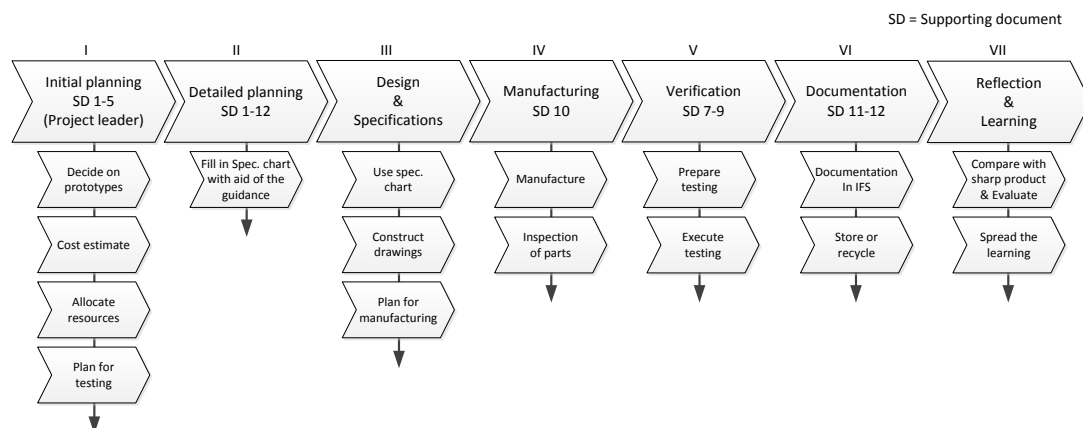 SD = Supporting document
I
II
III
IV
V
VI
VII
Initial planning
SD 1-5
(Project leader)
Detailed planning
SD 1-12
Design
&
Specifications
Manufacturing
SD 10
Verification
SD 7-9
Documentation
SD 11-12
Reflection
&
Learning
Decide on
prototypes
Cost estimate
Allocate
resources
Plan for
testing
Fill in Spec. chart
with aid of the
guidance
Use spec.
chart
Construct
drawings
Plan for
manufacturing
Manufacture
Inspection
of parts
Prepare
testing
Execute
testing
Documentation
In IFS
Store or
recycle
Compare with
sharp product
& Evaluate
Spread the
learning